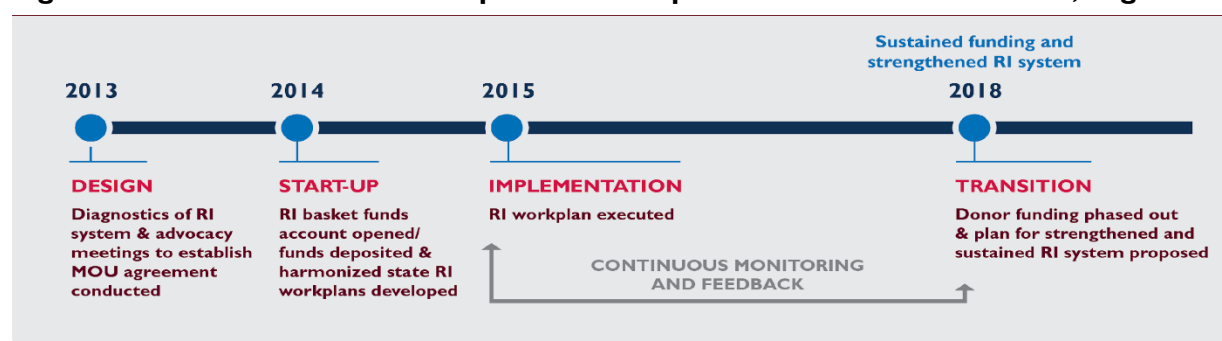 Sustained funding and
strengthened RI system
2013
2014
2015
2018
DESIGN
Diagnostics of RI
system & advocacy
meetings to establish
MOU agreement
conducted
START-UP
RI basket funds
account opened/
funds deposited &
harmonized state RI
workplans developed
IMPLEMENTATION
RI workplan executed
TRANSITION
Donor funding phased out
& plan for strengthened and
sustained RI system proposed
CONTINUOUS MONITORING
AND FEEDBACK